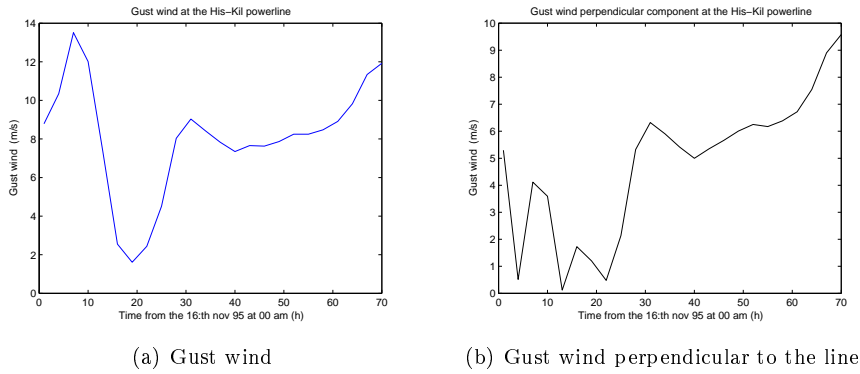 Gust wind at the His−Kil powerline
14
12
10
8
6
4
2
0
Gust wind (m/s)
0 10 20 30 40 50 60 70
Time from the 16:th nov 95 at 00 am (h)
(a) Gust wind
Gust wind perpendicular component at the His−Kil powerline
10
9
8
7
6
5
4
3
2
1
0
Gust wind (m/s)
0 10 20 30 40 50 60 70
Time from the 16:th nov 95 at 00 am (h)
(b) Gust wind perpendicular to the line